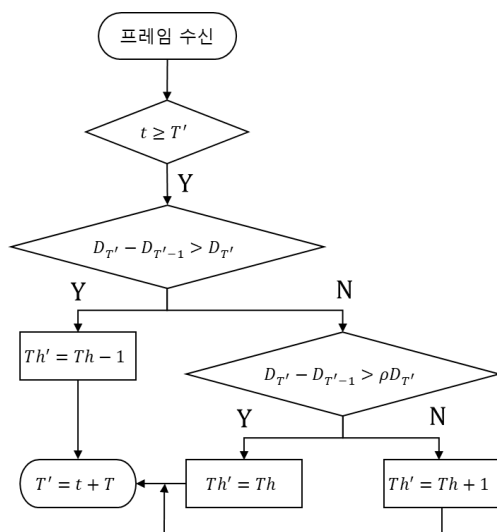 프레임 수신
t ≥ T′
Y
D_{T′} − D_{T′−1} > D_{T′}
Y
N
Th′ = Th − 1
D_{T′} − D_{T′−1} > ρD_{T′}
Y
N
T′ = t + T
Th′ = Th
Th′ = Th + 1